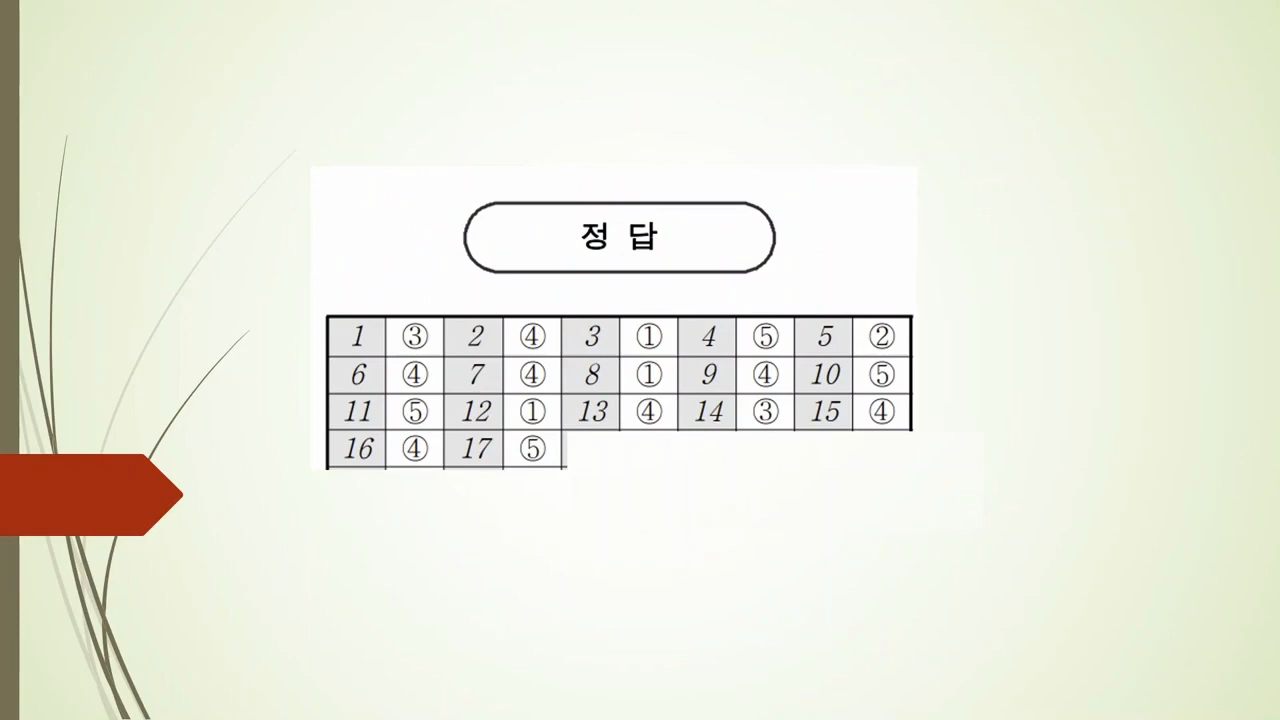 정 답
1 ③ 2 ④ 3 ① 4 ⑤ 5 ②
6 ④ 7 ④ 8 ① 9 ④ 10 ⑤
11 ⑤ 12 ① 13 ④ 14 ③ 15 ④
16 ④ 17 ⑤